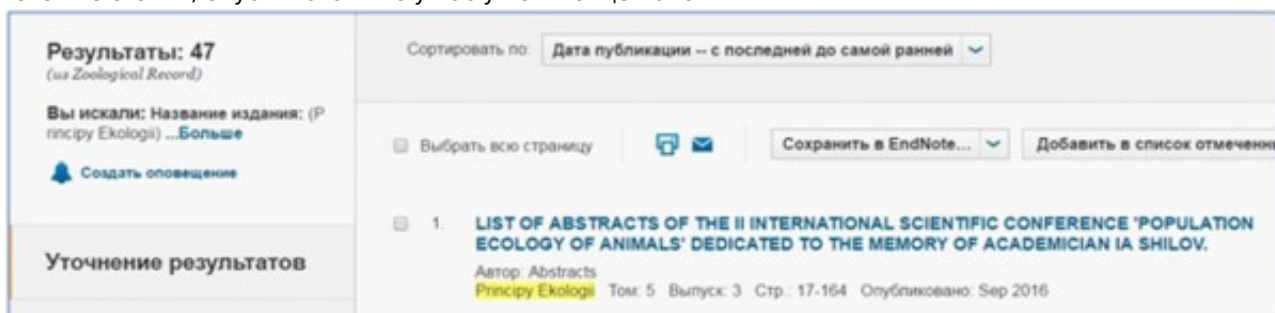 Результаты: 47
(из Zoological Record)
Вы искали: Название издания: (P
rincipy Ekologii) ...Больше
Создать оповещение
Уточнение результатов
Сортировать по: Дата публикации -- с последней до самой ранней
Выбрать всю страницу Сохранить в EndNote... Добавить в список отмеченны
1. LIST OF ABSTRACTS OF THE II INTERNATIONAL SCIENTIFIC CONFERENCE 'POPULATION
ECOLOGY OF ANIMALS' DEDICATED TO THE MEMORY OF ACADEMICIAN IA SHILOV.
Автор: Abstracts
Principy Ekologii Том: 5 Выпуск: 3 Стр.: 17-164 Опубликовано: Sep 2016